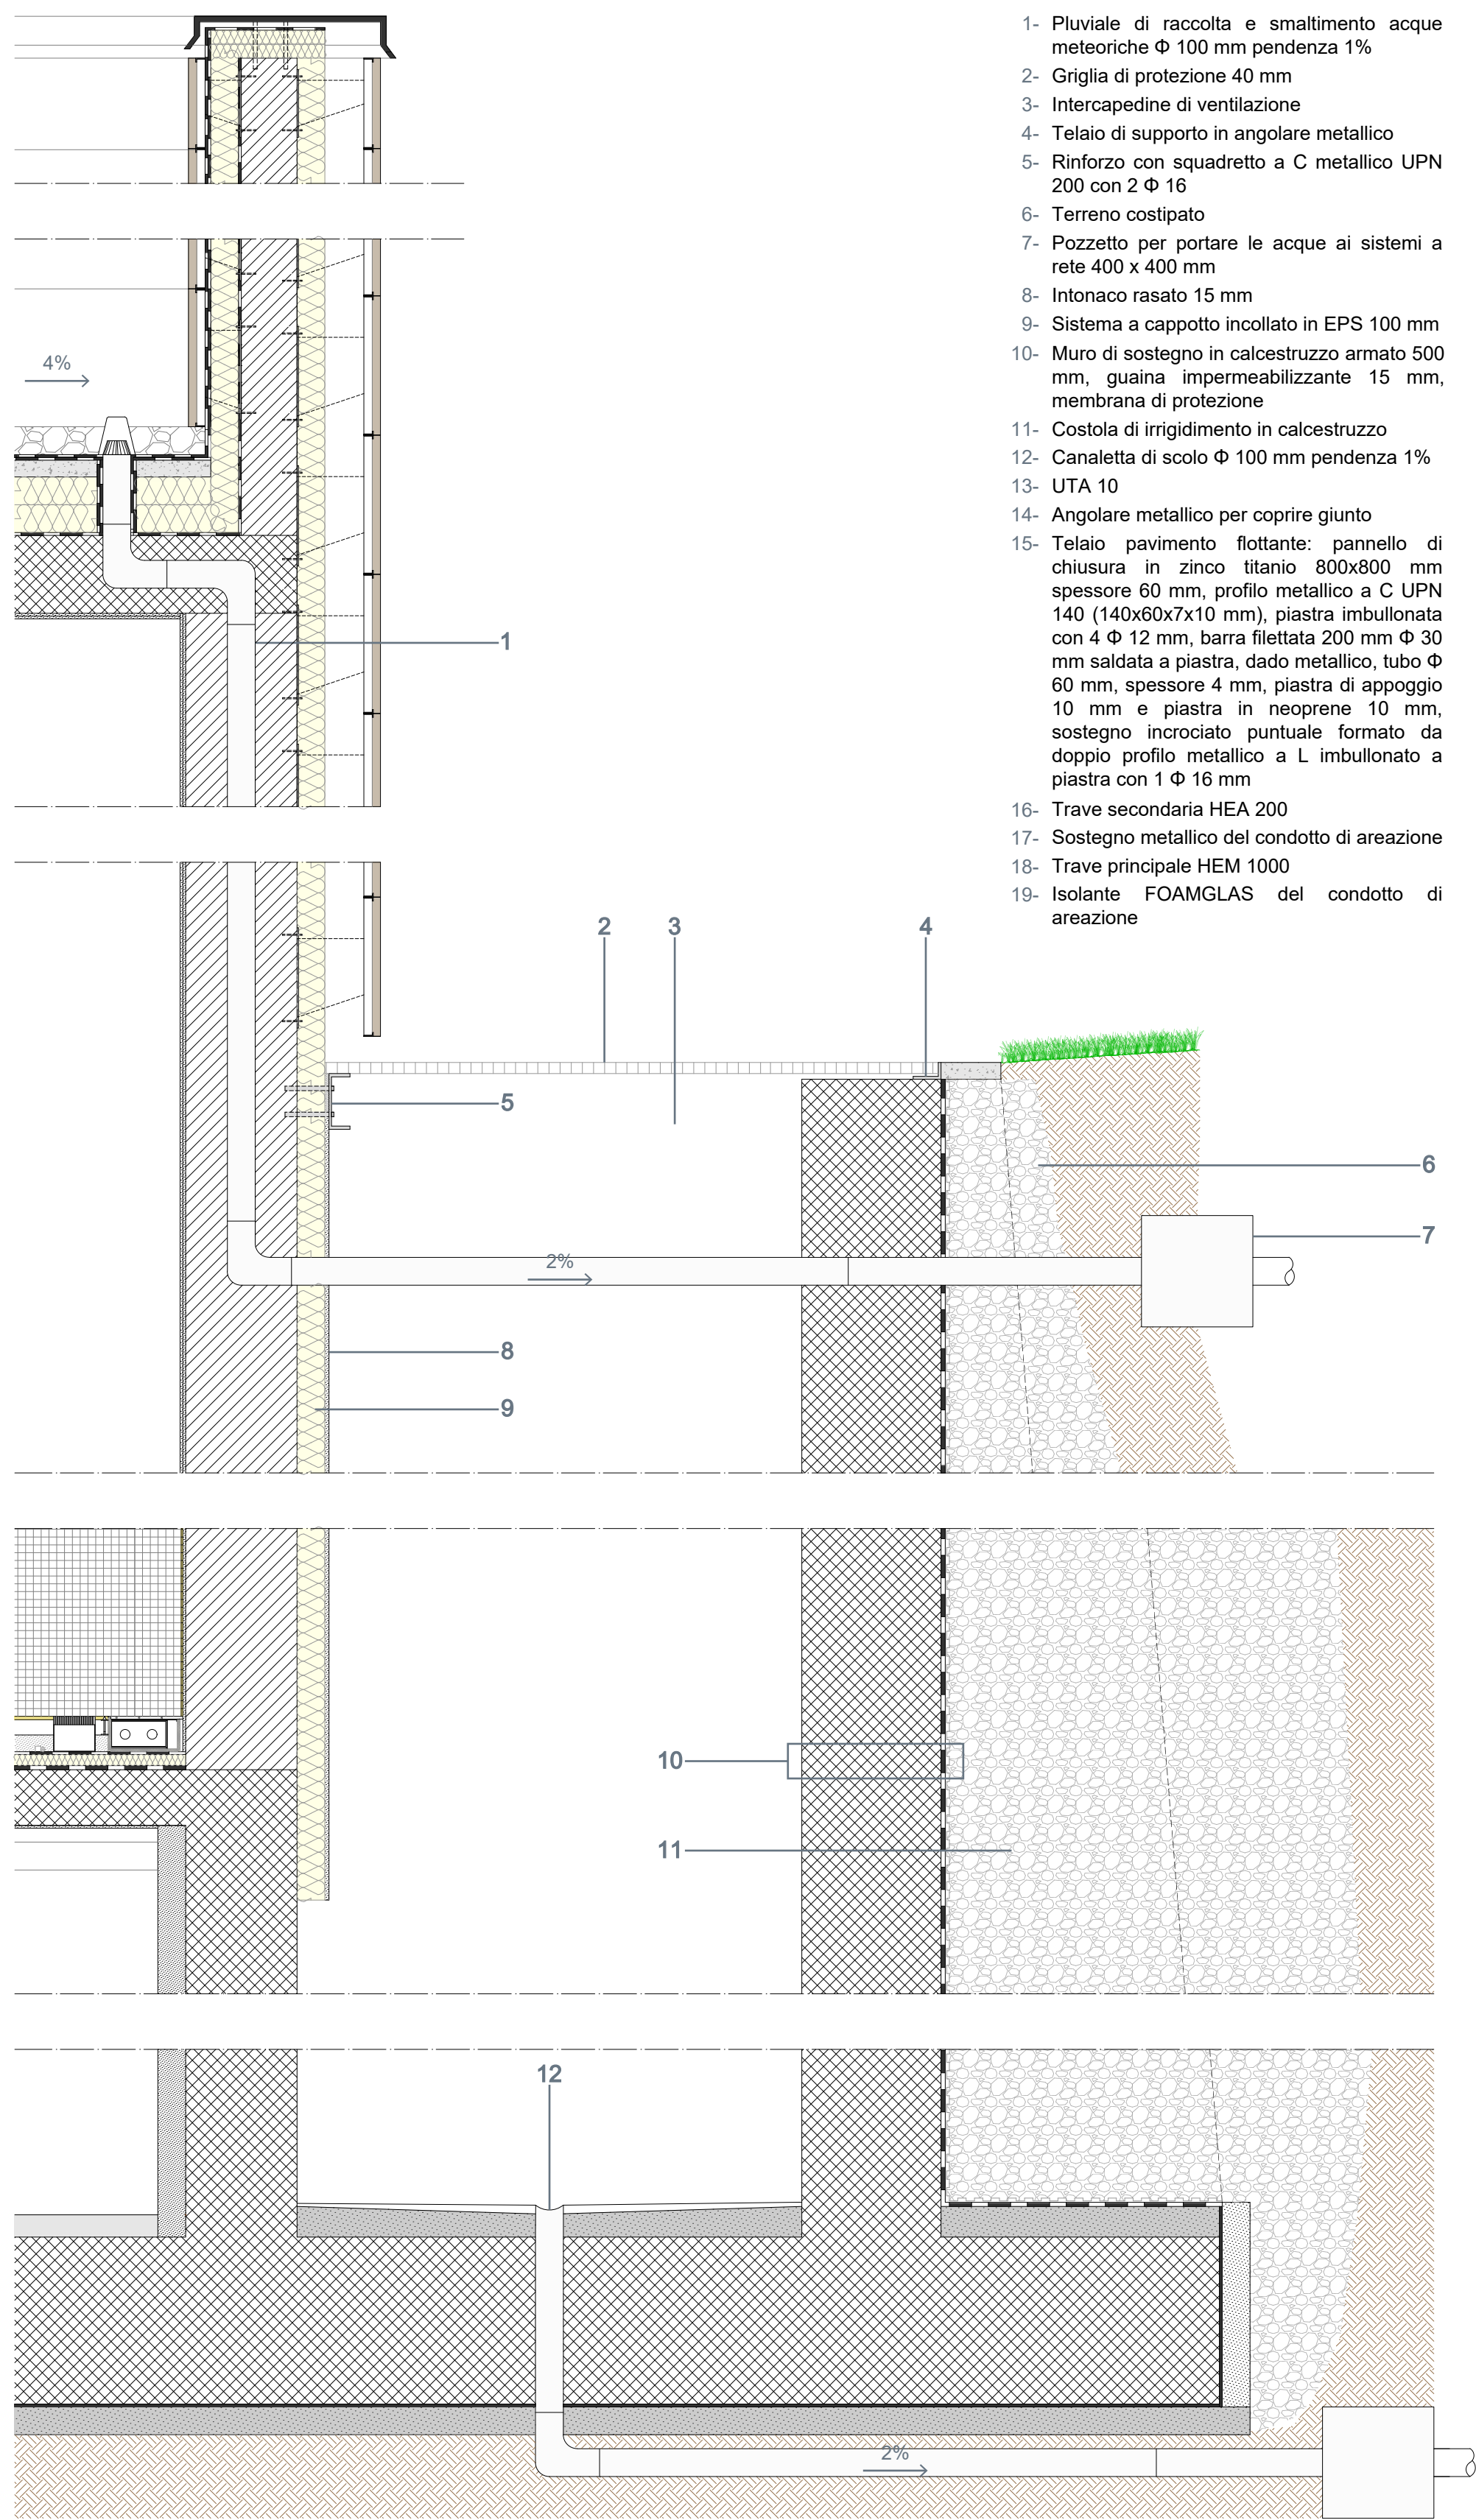 1- Pluviale di raccolta e smaltimento acque
meteoriche Φ 100 mm pendenza 1%
2- Griglia di protezione 40 mm
3- Intercapedine di ventilazione
4- Telaio di supporto in angolare metallico
5- Rinforzo con squadretto a C metallico UPN
200 con 2 Φ 16
6- Terreno costipato
7- Pozzetto per portare le acque ai sistemi a
rete 400 x 400 mm
8- Intonaco rasato 15 mm
9- Sistema a cappotto incollato in EPS 100 mm
10- Muro di sostegno in calcestruzzo armato 500
mm, guaina impermeabilizzante 15 mm,
membrana di protezione
11- Costola di irrigidimento in calcestruzzo
12- Canaletta di scolo Φ 100 mm pendenza 1%
13- UTA 10
14- Angolare metallico per coprire giunto
15- Telaio pavimento flottante: pannello di
chiusura in zinco titanio 800x800 mm
spessore 60 mm, profilo metallico a C UPN
140 (140x60x7x10 mm), piastra imbullonata
con 4 Φ 12 mm, barra filettata 200 mm Φ 30
mm saldata a piastra, dado metallico, tubo Φ
60 mm, spessore 4 mm, piastra di appoggio
10 mm e piastra in neoprene 10 mm,
sostegno incrociato puntuale formato da
doppio profilo metallico a L imbullonato a
piastra con 1 Φ 16 mm
16- Trave secondaria HEA 200
17- Sostegno metallico del condotto di areazione
18- Trave principale HEM 1000
19- Isolante FOAMGLAS del condotto di
areazione
4%
1
2
3
4
5
6
7
2%
8
9
10
11
12
2%